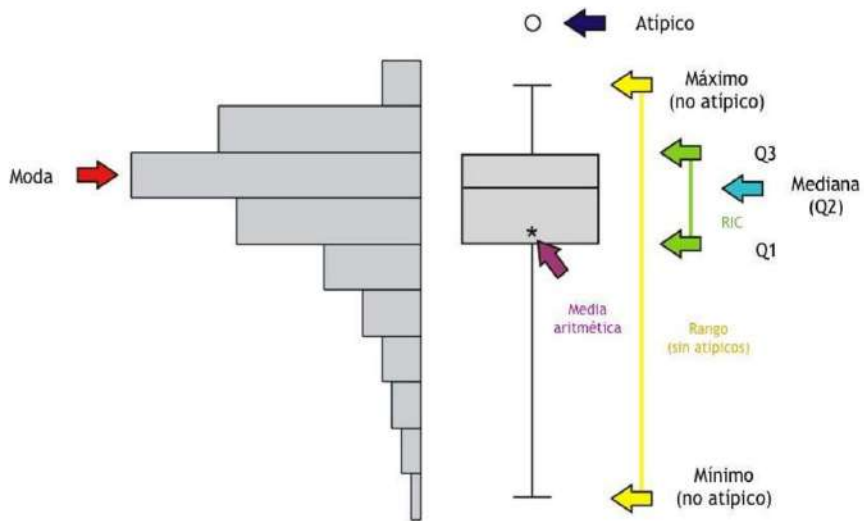 Atípico
Máximo
(no atípico)
Q3
Moda
Mediana
(Q2)
RIC
Q1
*
Media
aritmética
Rango
(sin atípicos)
Mínimo
(no atípico)